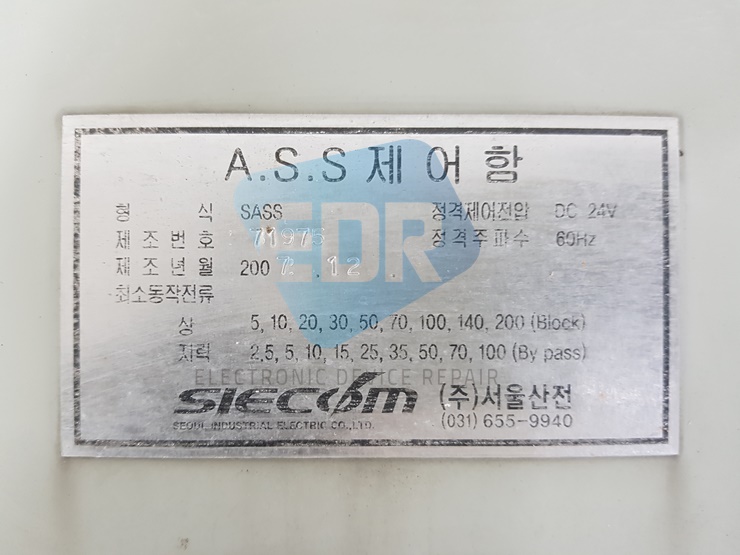 A.S.S 제어함
형 식 SASS 정격제어전압 DC 24V
제조번호 71975 정격주파수 60Hz
제조년월 2007.12
최소동작전류
상 5, 10, 20, 30, 50, 70, 100, 140, 200 (Block)
지락 2.5, 5, 10, 15, 25, 35, 50, 70, 100 (By pass)
EDR
ELECTRONIC DEVICE REPAIR
SIECOM (주)서울산전
SEOUL INDUSTRIAL ELECTRIC CO.,LTD. (031) 655-9940